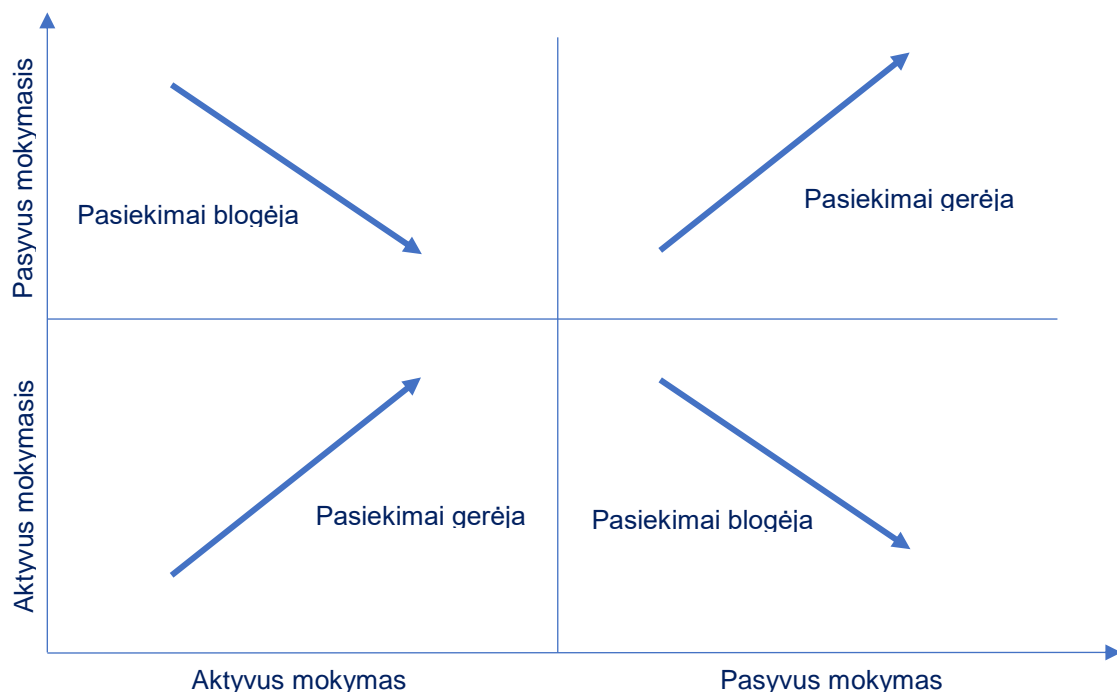 Pasyvus mokymasis
Pasiekimai blogėja
Pasiekimai gerėja
Aktyvus mokymasis
Pasiekimai gerėja
Pasiekimai blogėja
Aktyvus mokymas
Pasyvus mokymas